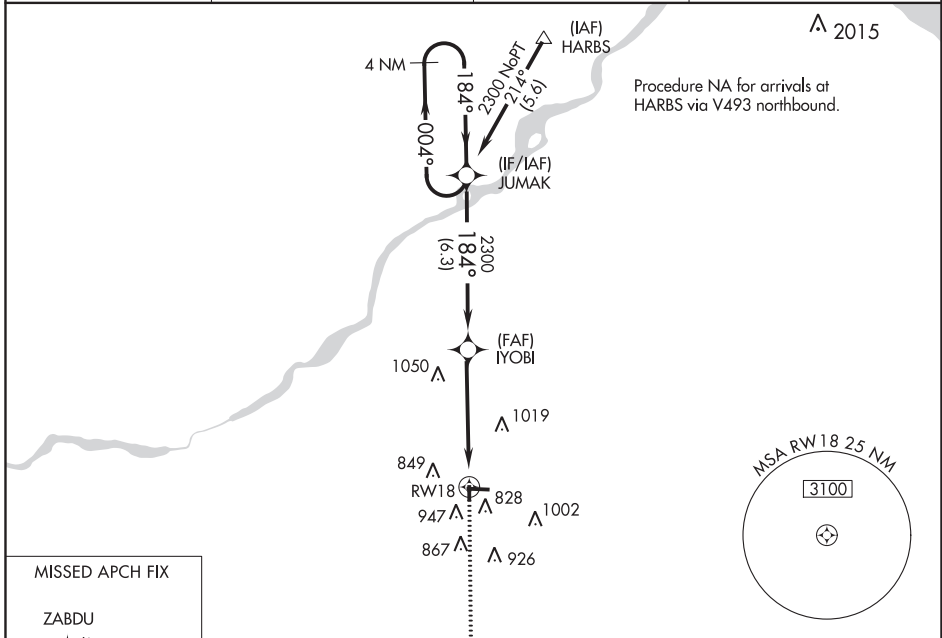 2015
(IAF)
HARBS
4 NM
2300 NoPT
214°
(5.6)
184°
004°
Procedure NA for arrivals at
HARBS via V493 northbound.
(IF/IAF)
JUMAK
2300
184°
(6.3)
(FAF)
IYOBI
1050
1019
849
RW18
828
947
1002
867
926
MSA RW18 25 NM
3100
MISSED APCH FIX
ZABDU